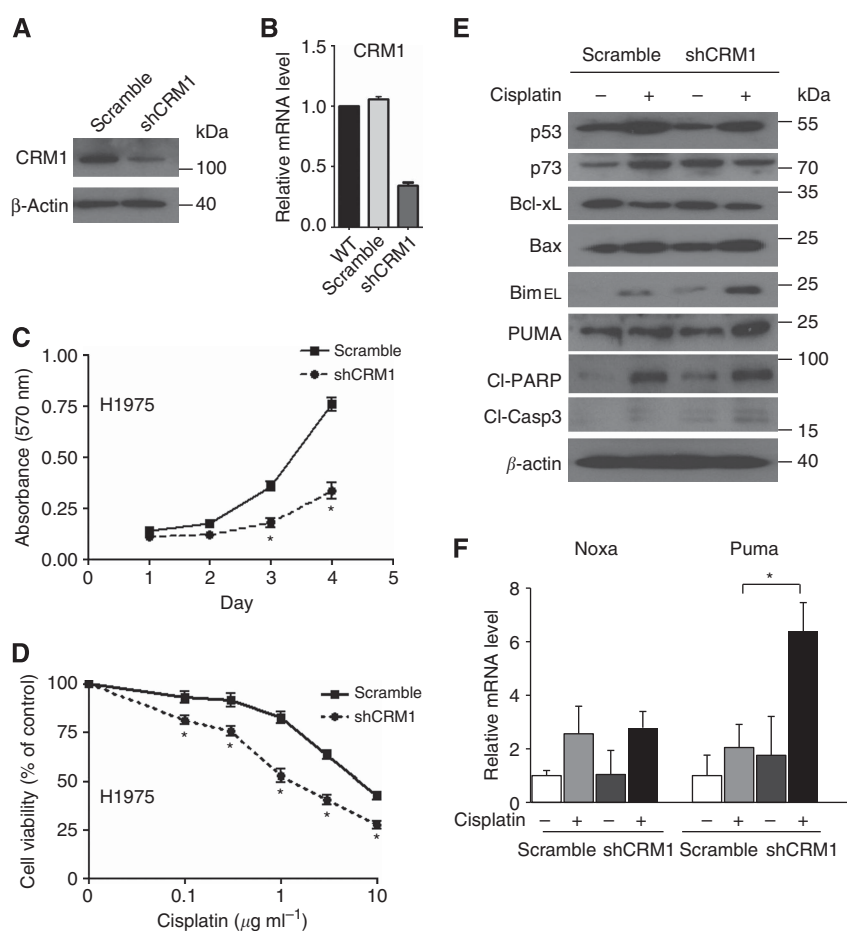 A
Scramble
shCRM1
kDa
CRM1
100
β-Actin
40
B
CRM1
Relative mRNA level
1.5
1.0
0.5
0.0
WT
Scramble
shCRM1
C
Scramble
shCRM1
H1975
Absorbance (570 nm)
1.00
0.75
0.50
0.25
0.00
* *
0 1 2 3 4 5
Day
D
Scramble
shCRM1
H1975
Cell viability (% of control)
100
75
50
25
0
* * * * *
0 0.1 1 10
Cisplatin (μg ml–1)
E
Scramble shCRM1
Cisplatin – + – + kDa
p53 55
p73 70
Bcl-xL 35
Bax 25
BimEL 25
PUMA 25
Cl-PARP 100
Cl-Casp3 15
β-actin 40
F
Noxa Puma
*
Relative mRNA level
8
6
4
2
0
Cisplatin – + – + – + – +
Scramble shCRM1 Scramble shCRM1